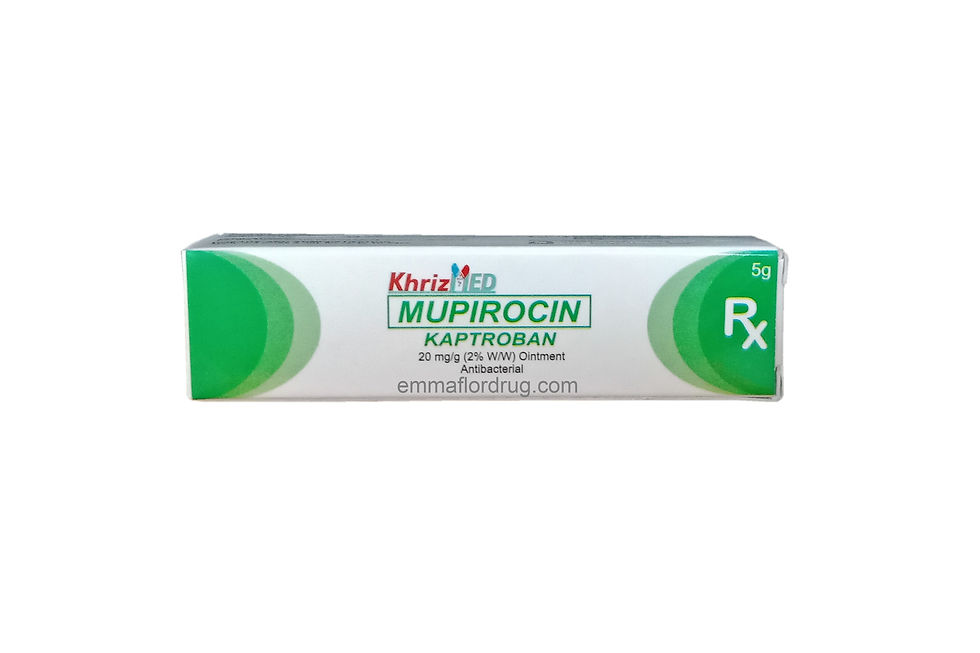 5g
KhrizMED
MUPIROCIN
Rx
KAPTROBAN
20 mg/g (2% W/W) Ointment
Antibacterial
emmaflordrug.com